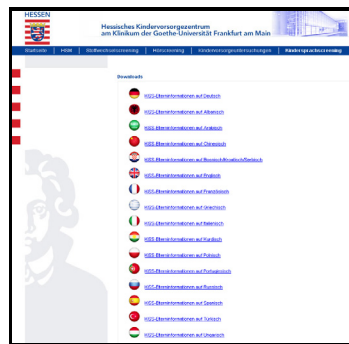 HESSEN
Hessisches Kindervorsorgezentrum
am Klinikum der Goethe-Universität Frankfurt am Main
Startseite | HSM | Stoffwechselscreening | Hörscreening | Kindervorsorgeuntersuchungen | Kindersprachscreening
Downloads
KiSS-Elterninformationen auf Deutsch
KiSS-Elterninformationen auf Albanisch
KiSS-Elterninformationen auf Arabisch
KiSS-Elterninformationen auf Chinesisch
KiSS-Elterninformationen auf Bosnisch/Kroatisch/Serbisch
KiSS-Elterninformationen auf Englisch
KiSS-Elterninformationen auf Französisch
KiSS-Elterninformationen auf Griechisch
KiSS-Elterninformationen auf Italienisch
KiSS-Elterninformationen auf Kurdisch
KiSS-Elterninformationen auf Polnisch
KiSS-Elterninformationen auf Portugiesisch
KiSS-Elterninformationen auf Russisch
KiSS-Elterninformationen auf Spanisch
KiSS-Elterninformationen auf Türkisch
KiSS-Elterninformationen auf Ungarisch